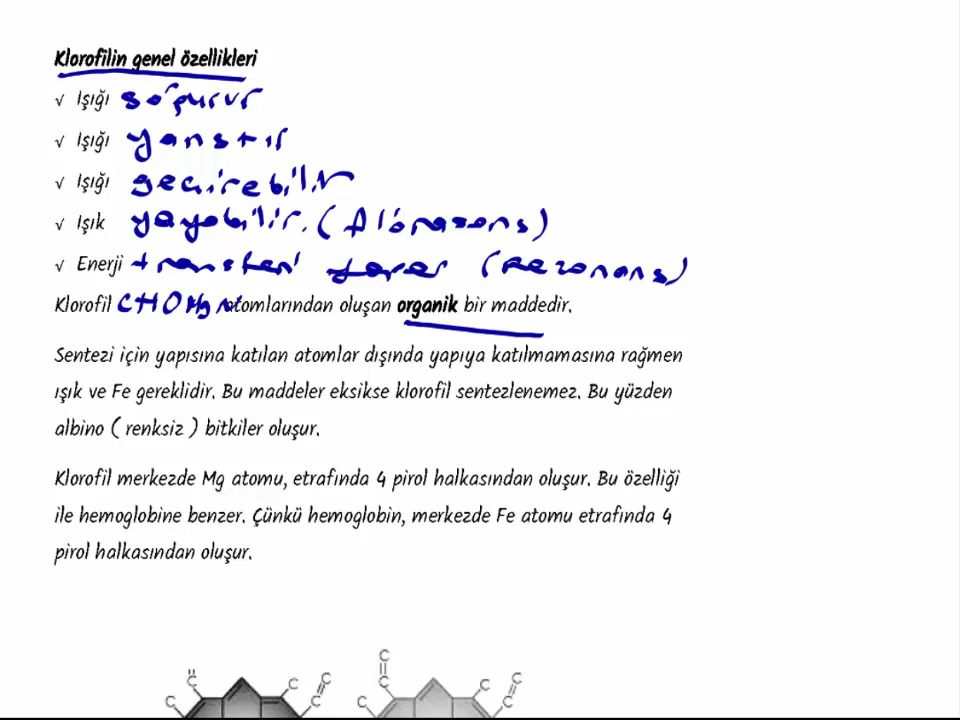 Klorofilin genel özellikleri
√ Işığı soğurur
√ Işığı yansıtır
√ Işığı geçirebilir
√ Işık yayabilir. (flörasans)
√ Enerji transferi yapar (rezonans)
Klorofil CHOMgN atomlarından oluşan organik bir maddedir.
Sentezi için yapısına katılan atomlar dışında yapıya katılmamasına rağmen
ışık ve Fe gereklidir. Bu maddeler eksikse klorofil sentezlenemez. Bu yüzden
albino ( renksiz ) bitkiler oluşur.
Klorofil merkezde Mg atomu, etrafında 4 pirol halkasından oluşur. Bu özelliği
ile hemoglobine benzer. Çünkü hemoglobin, merkezde Fe atomu etrafında 4
pirol halkasından oluşur.
C
C C C C C C
C C C C